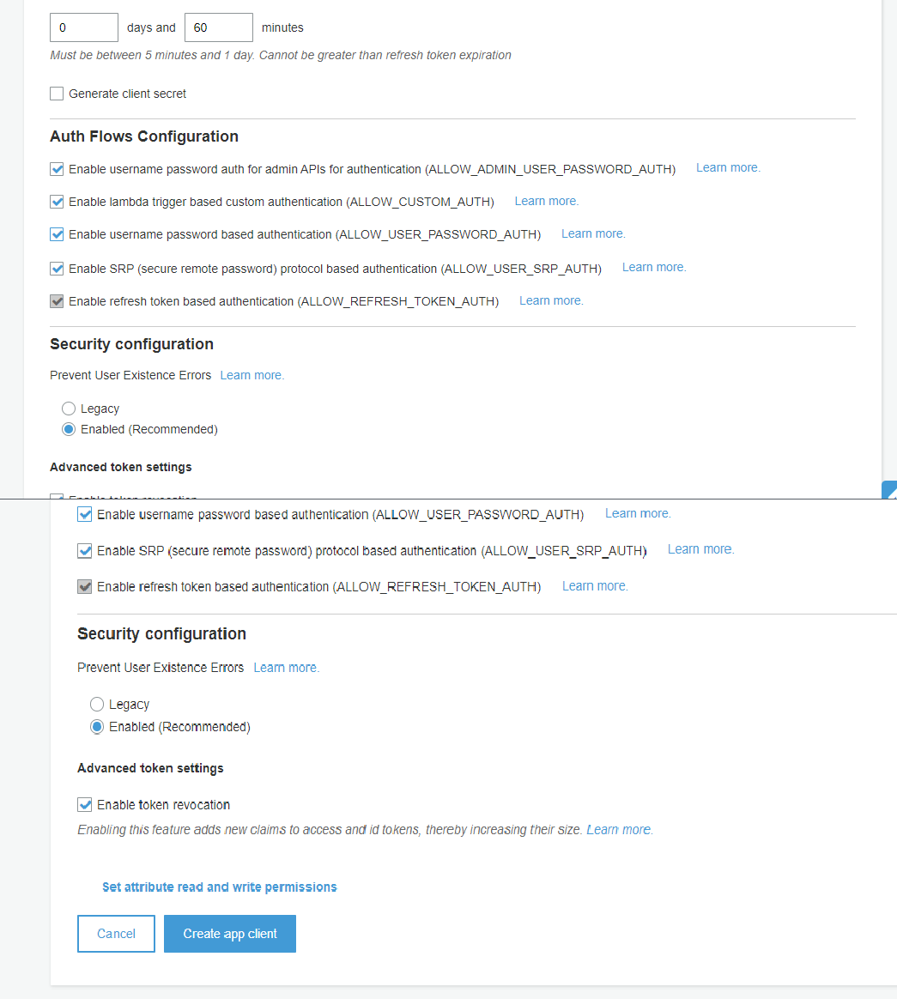 0 days and 60 minutes
Must be between 5 minutes and 1 day. Cannot be greater than refresh token expiration
Generate client secret
Auth Flows Configuration
Enable username password auth for admin APIs for authentication (ALLOW_ADMIN_USER_PASSWORD_AUTH) Learn more.
Enable lambda trigger based custom authentication (ALLOW_CUSTOM_AUTH) Learn more.
Enable username password based authentication (ALLOW_USER_PASSWORD_AUTH) Learn more.
Enable SRP (secure remote password) protocol based authentication (ALLOW_USER_SRP_AUTH) Learn more.
Enable refresh token based authentication (ALLOW_REFRESH_TOKEN_AUTH) Learn more.
Security configuration
Prevent User Existence Errors Learn more.
Legacy
Enabled (Recommended)
Advanced token settings
Enable token revocation
Enable username password based authentication (ALLOW_USER_PASSWORD_AUTH) Learn more.
Enable SRP (secure remote password) protocol based authentication (ALLOW_USER_SRP_AUTH) Learn more.
Enable refresh token based authentication (ALLOW_REFRESH_TOKEN_AUTH) Learn more.
Security configuration
Prevent User Existence Errors Learn more.
Legacy
Enabled (Recommended)
Advanced token settings
Enable token revocation
Enabling this feature adds new claims to access and id tokens, thereby increasing their size. Learn more.
Set attribute read and write permissions
Cancel Create app client